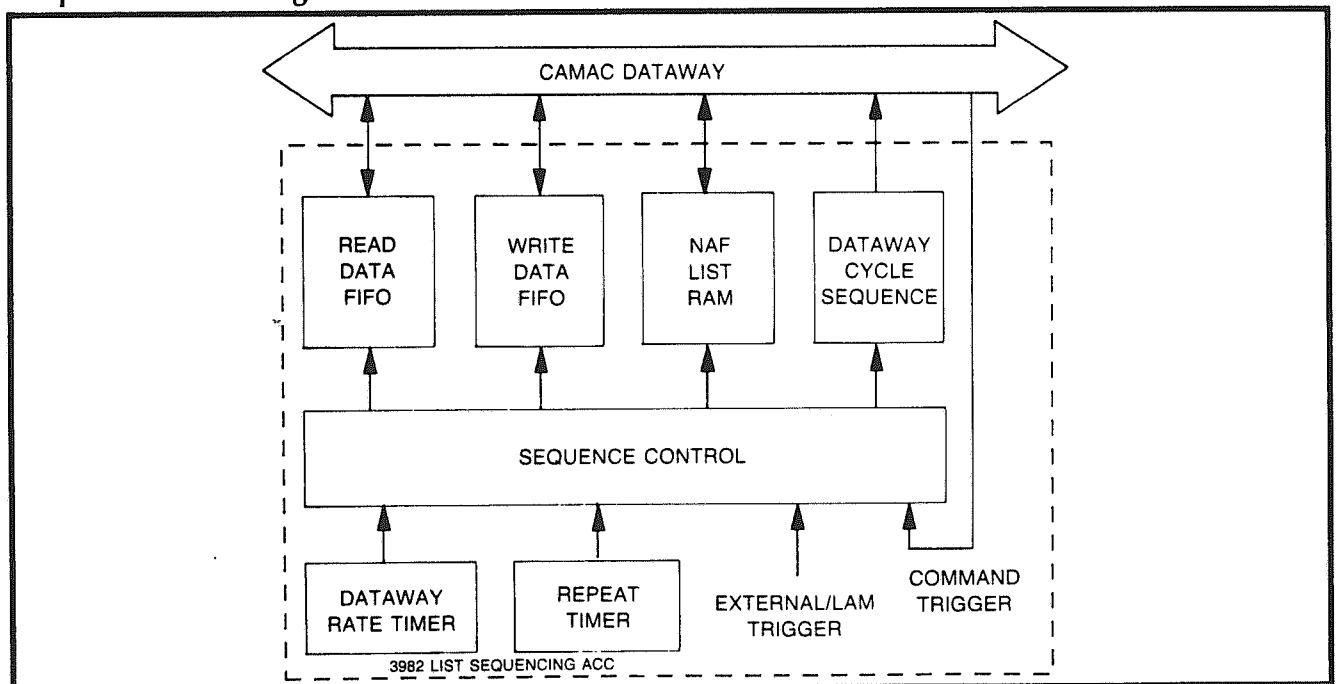 CAMAC DATAWAY
READ
DATA
FIFO
WRITE
DATA
FIFO
NAF
LIST
RAM
DATAWAY
CYCLE
SEQUENCE
SEQUENCE CONTROL
DATAWAY
RATE TIMER
REPEAT
TIMER
EXTERNAL/LAM
TRIGGER
COMMAND
TRIGGER
3982 LIST SEQUENCING ACC